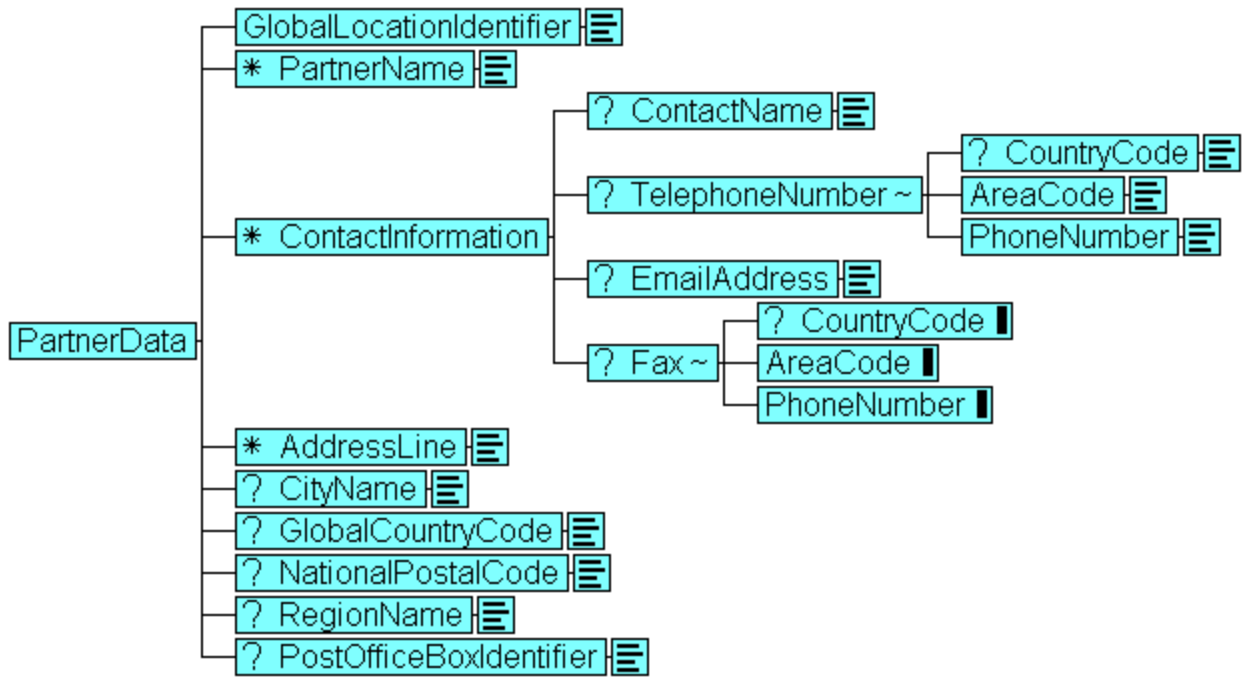 GlobalLocationIdentifier
* PartnerName
? ContactName
? CountryCode
? TelephoneNumber ~
AreaCode
PhoneNumber
* ContactInformation
? EmailAddress
? CountryCode
PartnerData
? Fax ~
AreaCode
PhoneNumber
* AddressLine
? CityName
? GlobalCountryCode
? NationalPostalCode
? RegionName
? PostOfficeBoxIdentifier